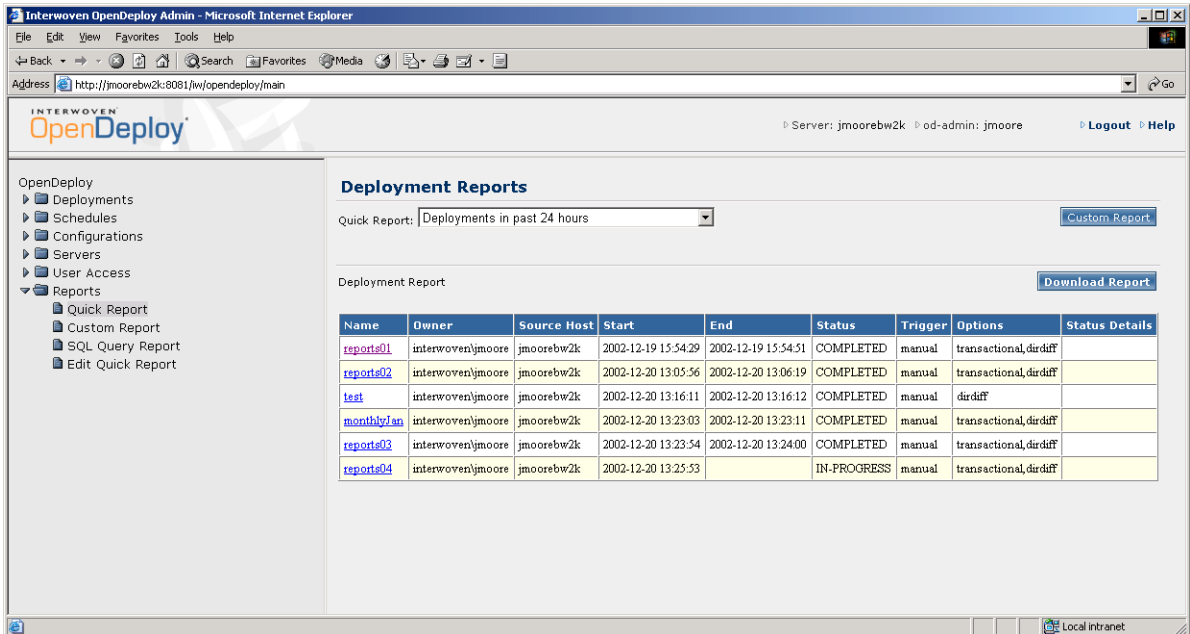 Interwoven OpenDeploy Admin - Microsoft Internet Explorer
File Edit View Favorites Tools Help
Back Search Favorites Media
Address http://jmoorebw2k:8081/iw/opendeploy/main Go
INTERWOVEN
OpenDeploy
Server: jmoorebw2k od-admin: jmoore Logout Help
OpenDeploy
Deployments
Schedules
Configurations
Servers
User Access
Reports
Quick Report
Custom Report
SQL Query Report
Edit Quick Report
Deployment Reports
Quick Report: Deployments in past 24 hours Custom Report
Deployment Report Download Report
Name Owner Source Host Start End Status Trigger Options Status Details
reports01 interwoven\jmoore jmoorebw2k 2002-12-19 15:54:29 2002-12-19 15:54:51 COMPLETED manual transactional,dirdiff
reports02 interwoven\jmoore jmoorebw2k 2002-12-20 13:05:56 2002-12-20 13:06:19 COMPLETED manual transactional,dirdiff
test interwoven\jmoore jmoorebw2k 2002-12-20 13:16:11 2002-12-20 13:16:12 COMPLETED manual dirdiff
monthlyJan interwoven\jmoore jmoorebw2k 2002-12-20 13:23:03 2002-12-20 13:23:11 COMPLETED manual transactional,dirdiff
reports03 interwoven\jmoore jmoorebw2k 2002-12-20 13:23:54 2002-12-20 13:24:00 COMPLETED manual transactional,dirdiff
reports04 interwoven\jmoore jmoorebw2k 2002-12-20 13:25:53 IN-PROGRESS manual transactional,dirdiff
Local intranet